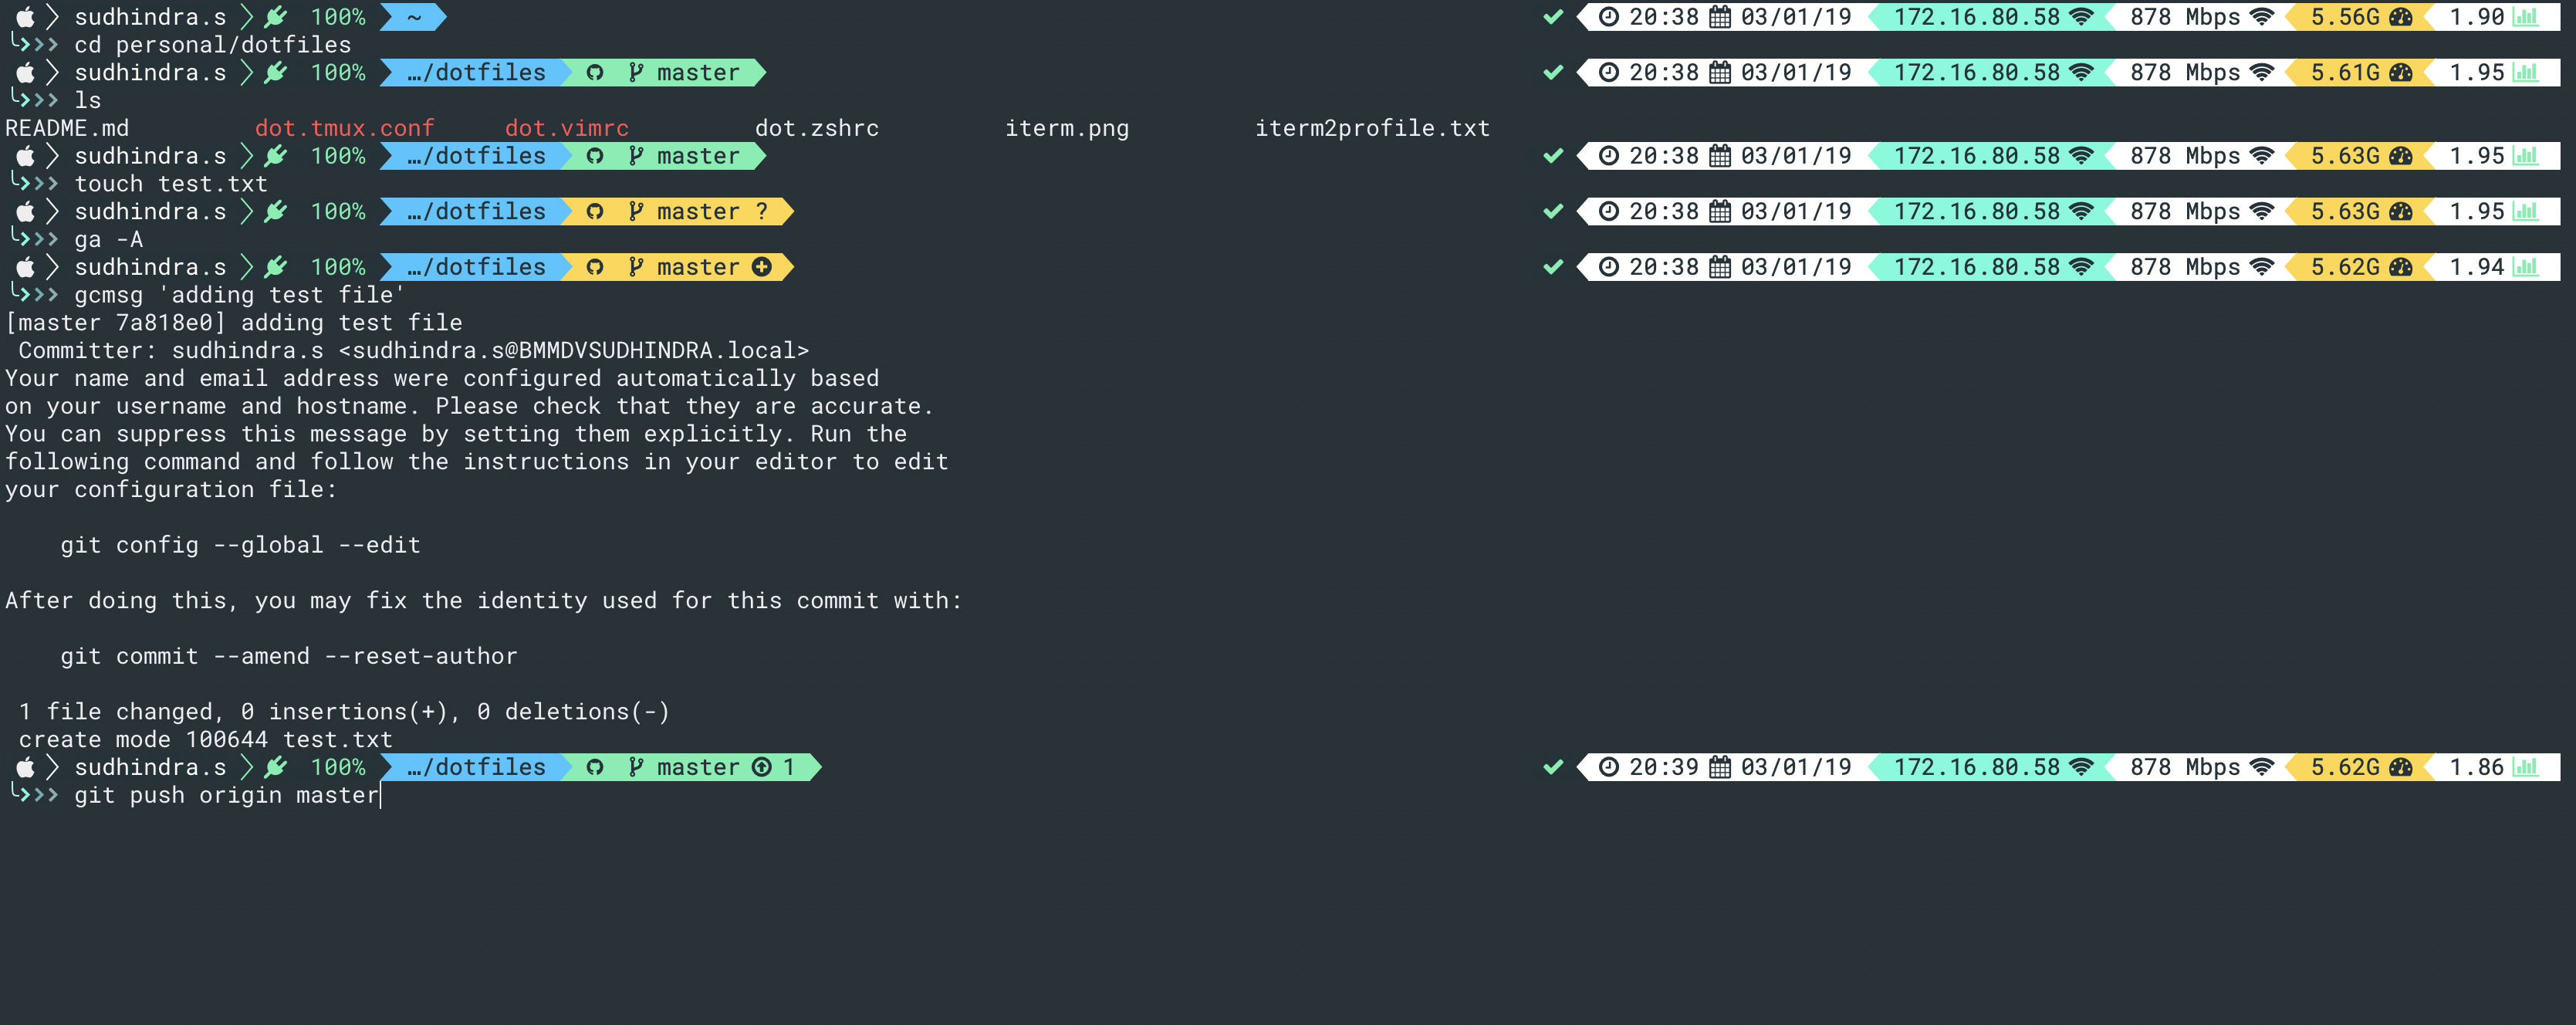 sudhindra.s 100% ~ 20:38 03/01/19 172.16.80.58 878 Mbps 5.56G 1.90
cd personal/dotfiles
sudhindra.s 100% …/dotfiles master 20:38 03/01/19 172.16.80.58 878 Mbps 5.61G 1.95
ls
README.md dot.tmux.conf dot.vimrc dot.zshrc iterm.png iterm2profile.txt
sudhindra.s 100% …/dotfiles master 20:38 03/01/19 172.16.80.58 878 Mbps 5.63G 1.95
touch test.txt
sudhindra.s 100% …/dotfiles master ? 20:38 03/01/19 172.16.80.58 878 Mbps 5.63G 1.95
ga -A
sudhindra.s 100% …/dotfiles master 20:38 03/01/19 172.16.80.58 878 Mbps 5.62G 1.94
gcmsg 'adding test file'
[master 7a818e0] adding test file
Committer: sudhindra.s <sudhindra.s@BMMDVSUDHINDRA.local>
Your name and email address were configured automatically based
on your username and hostname. Please check that they are accurate.
You can suppress this message by setting them explicitly. Run the
following command and follow the instructions in your editor to edit
your configuration file:
git config --global --edit
After doing this, you may fix the identity used for this commit with:
git commit --amend --reset-author
1 file changed, 0 insertions(+), 0 deletions(-)
create mode 100644 test.txt
sudhindra.s 100% …/dotfiles master 1 20:39 03/01/19 172.16.80.58 878 Mbps 5.62G 1.86
git push origin master